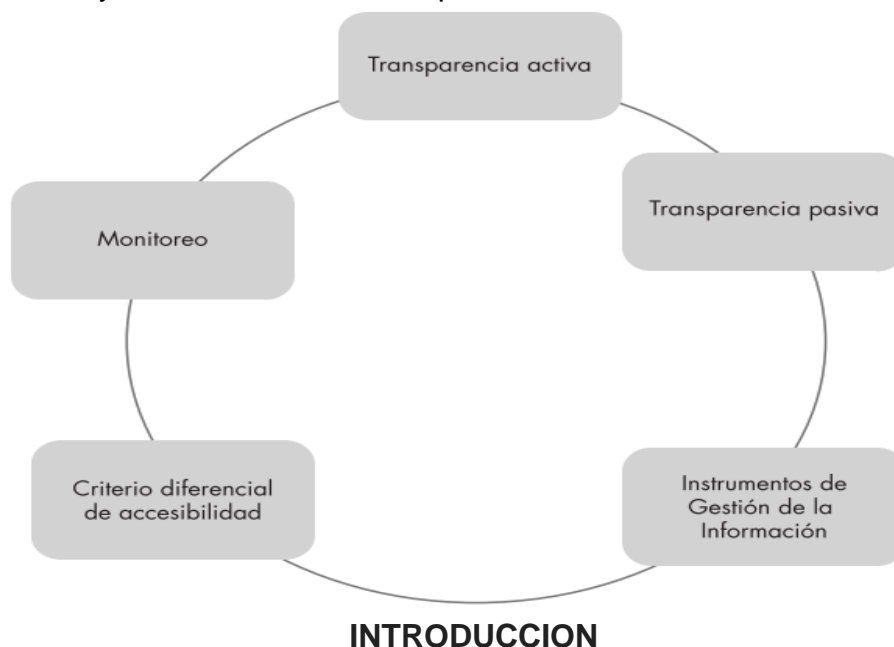 Transparencia activa
Transparencia pasiva
Monitoreo
Criterio diferencial
de accesibilidad
Instrumentos de
Gestión de la
Información
INTRODUCCION